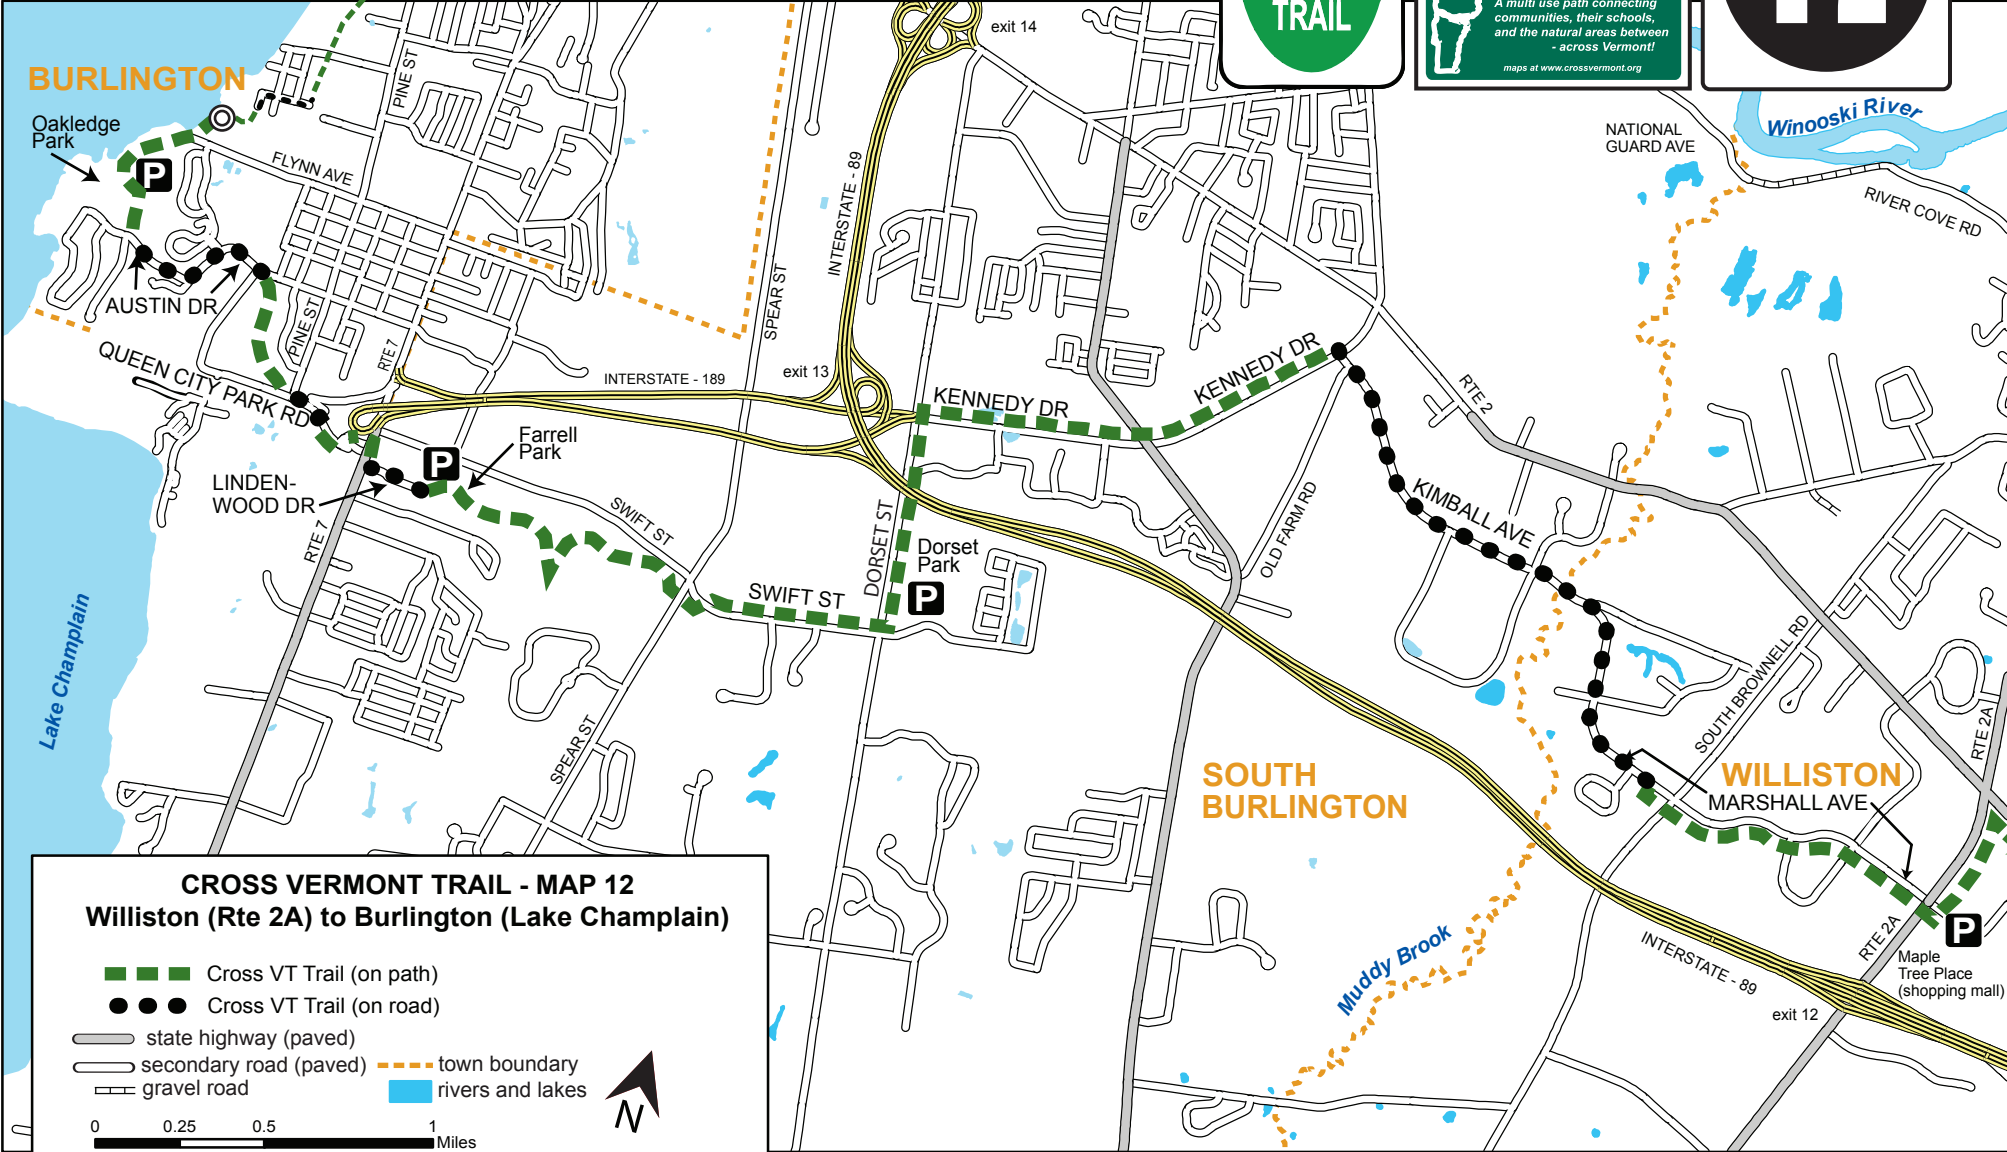 TRAIL
A multi use path connecting
communities, their schools,
and the natural areas between
- across Vermont!
maps at www.crossvermont.org
exit 14
BURLINGTON
Oakledge
Park
P
PINE ST
FLYNN AVE
INTERSTATE - 89
NATIONAL
GUARD AVE
Winooski River
RIVER COVE RD
AUSTIN DR
PINE ST
SPEAR ST
QUEEN CITY PARK RD
RTE 7
INTERSTATE - 189
exit 13
KENNEDY DR
KENNEDY DR
RTE 2
Farrell
Park
P
LINDEN-
WOOD DR
RTE 7
SWIFT ST
DORSET ST
Dorset
Park
P
SWIFT ST
OLD FARM RD
KIMBALL AVE
Lake Champlain
SPEAR ST
SOUTH BROWNELL RD
RTE 2A
SOUTH
BURLINGTON
WILLISTON
MARSHALL AVE
Muddy Brook
INTERSTATE - 89
RTE 2A
P
Maple
Tree Place
(shopping mall)
exit 12
CROSS VERMONT TRAIL - MAP 12
Williston (Rte 2A) to Burlington (Lake Champlain)
Cross VT Trail (on path)
Cross VT Trail (on road)
state highway (paved)
secondary road (paved)
town boundary
gravel road
rivers and lakes
N
0 0.25 0.5 1
Miles